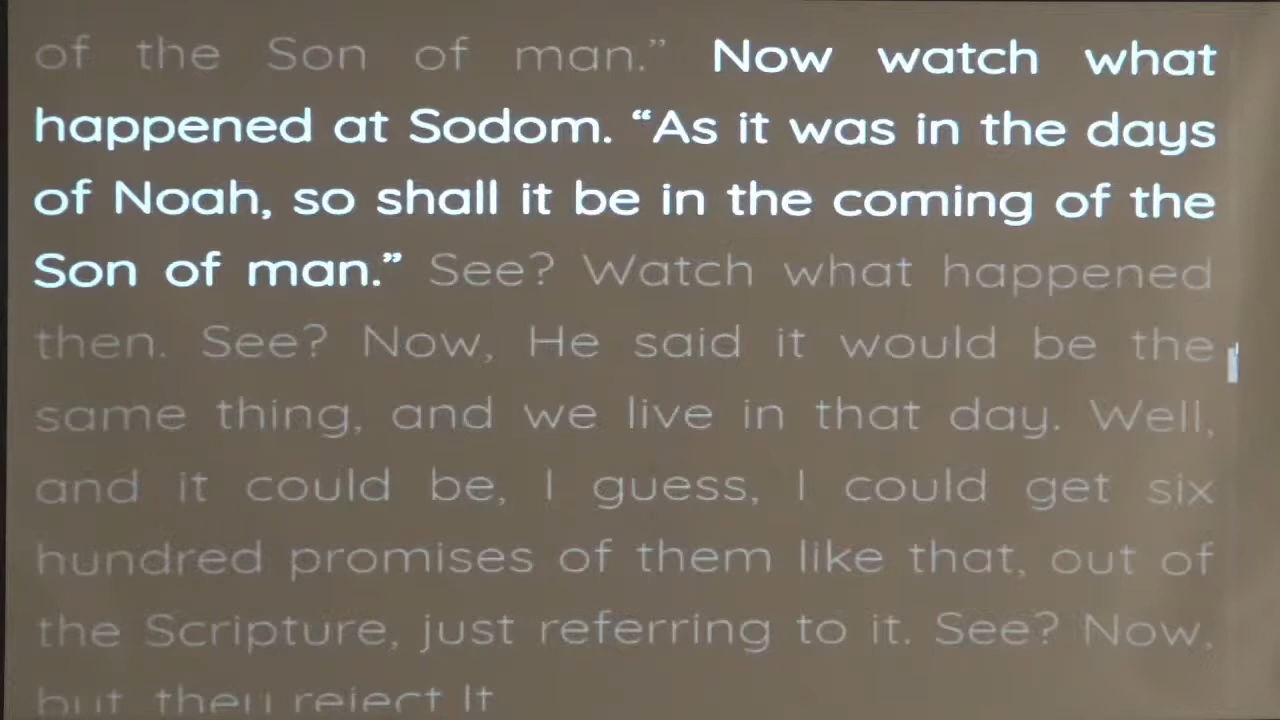 of the Son of man.” Now watch what
happened at Sodom. “As it was in the days
of Noah, so shall it be in the coming of the
Son of man.” See? Watch what happened
then. See? Now, He said it would be the
same thing, and we live in that day. Well,
and it could be, I guess, I could get six
hundred promises of them like that, out of
the Scripture, just referring to it. See? Now,
but they reject It